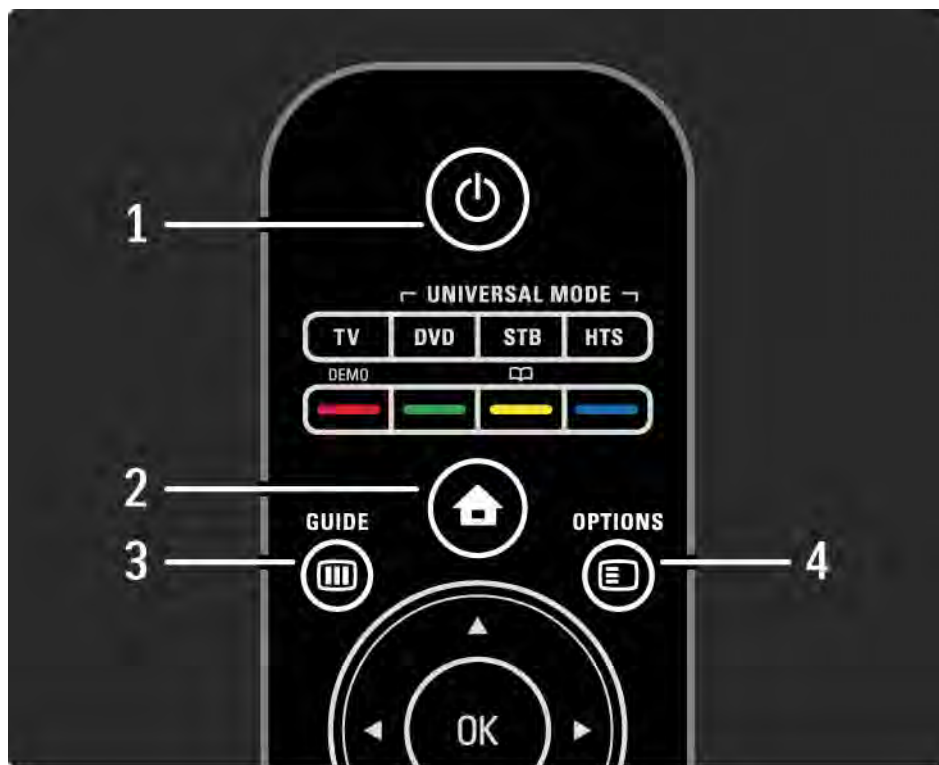 1
UNIVERSAL MODE
TV DVD STB HTS
DEMO
2
GUIDE OPTIONS
3 4
OK